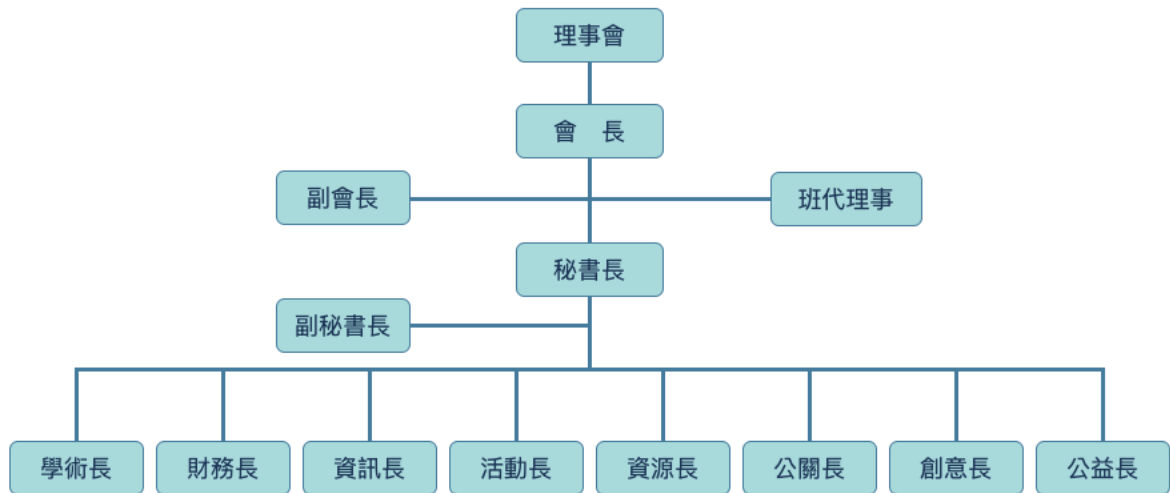 理事會
會　長
副會長
班代理事
秘書長
副秘書長
學術長
財務長
資訊長
活動長
資源長
公關長
創意長
公益長